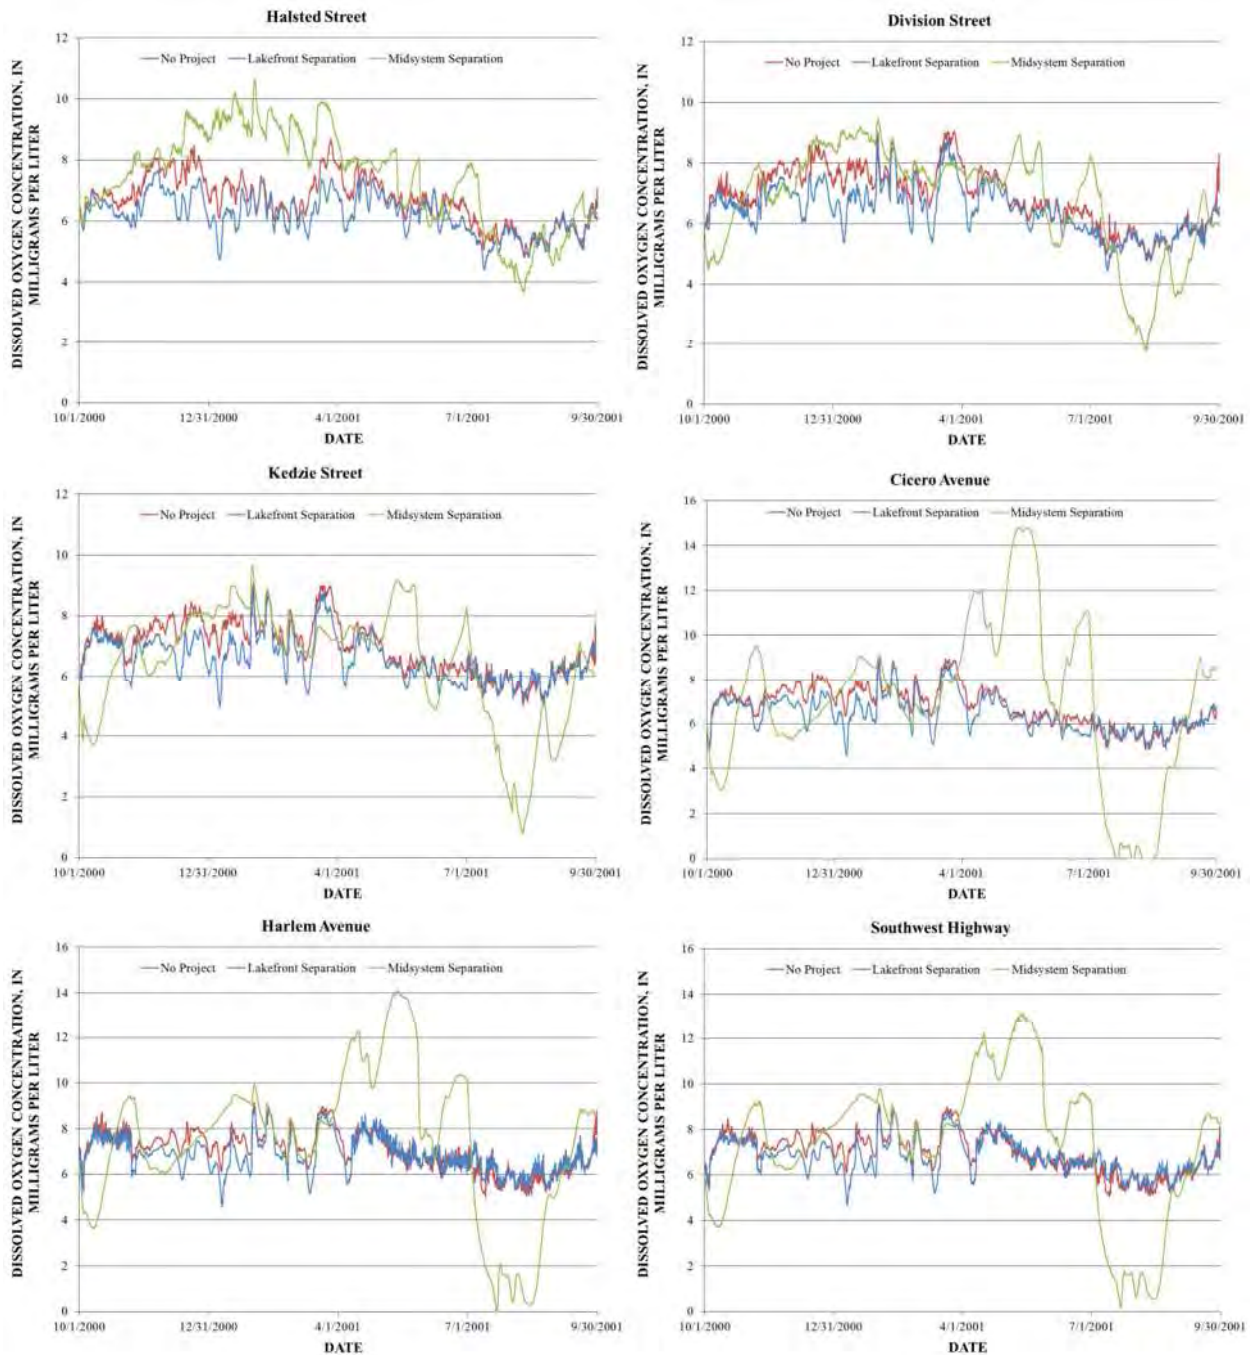 Halsted Street
DISSOLVED OXYGEN CONCENTRATION, IN
MILLIGRAMS PER LITER
12
10
8
6
4
2
0
No Project Lakefront Separation Midsystem Separation
10/1/2000 12/31/2000 4/1/2001 7/1/2001 9/30/2001
DATE
Division Street
DISSOLVED OXYGEN CONCENTRATION, IN
MILLIGRAMS PER LITER
12
10
8
6
4
2
0
No Project Lakefront Separation Midsystem Separation
10/1/2000 12/31/2000 4/1/2001 7/1/2001 9/30/2001
DATE
Kedzie Street
DISSOLVED OXYGEN CONCENTRATION, IN
MILLIGRAMS PER LITER
12
10
8
6
4
2
0
No Project Lakefront Separation Midsystem Separation
10/1/2000 12/31/2000 4/1/2001 7/1/2001 9/30/2001
DATE
Cicero Avenue
DISSOLVED OXYGEN CONCENTRATION, IN
MILLIGRAMS PER LITER
16
14
12
10
8
6
4
2
0
No Project Lakefront Separation Midsystem Separation
10/1/2000 12/31/2000 4/1/2001 7/1/2001 9/30/2001
DATE
Harlem Avenue
DISSOLVED OXYGEN CONCENTRATION, IN
MILLIGRAMS PER LITER
16
14
12
10
8
6
4
2
0
No Project Lakefront Separation Midsystem Separation
10/1/2000 12/31/2000 4/1/2001 7/1/2001 9/30/2001
DATE
Southwest Highway
DISSOLVED OXYGEN CONCENTRATION, IN
MILLIGRAMS PER LITER
16
14
12
10
8
6
4
2
0
No Project Lakefront Separation Midsystem Separation
10/1/2000 12/31/2000 4/1/2001 7/1/2001 9/30/2001
DATE